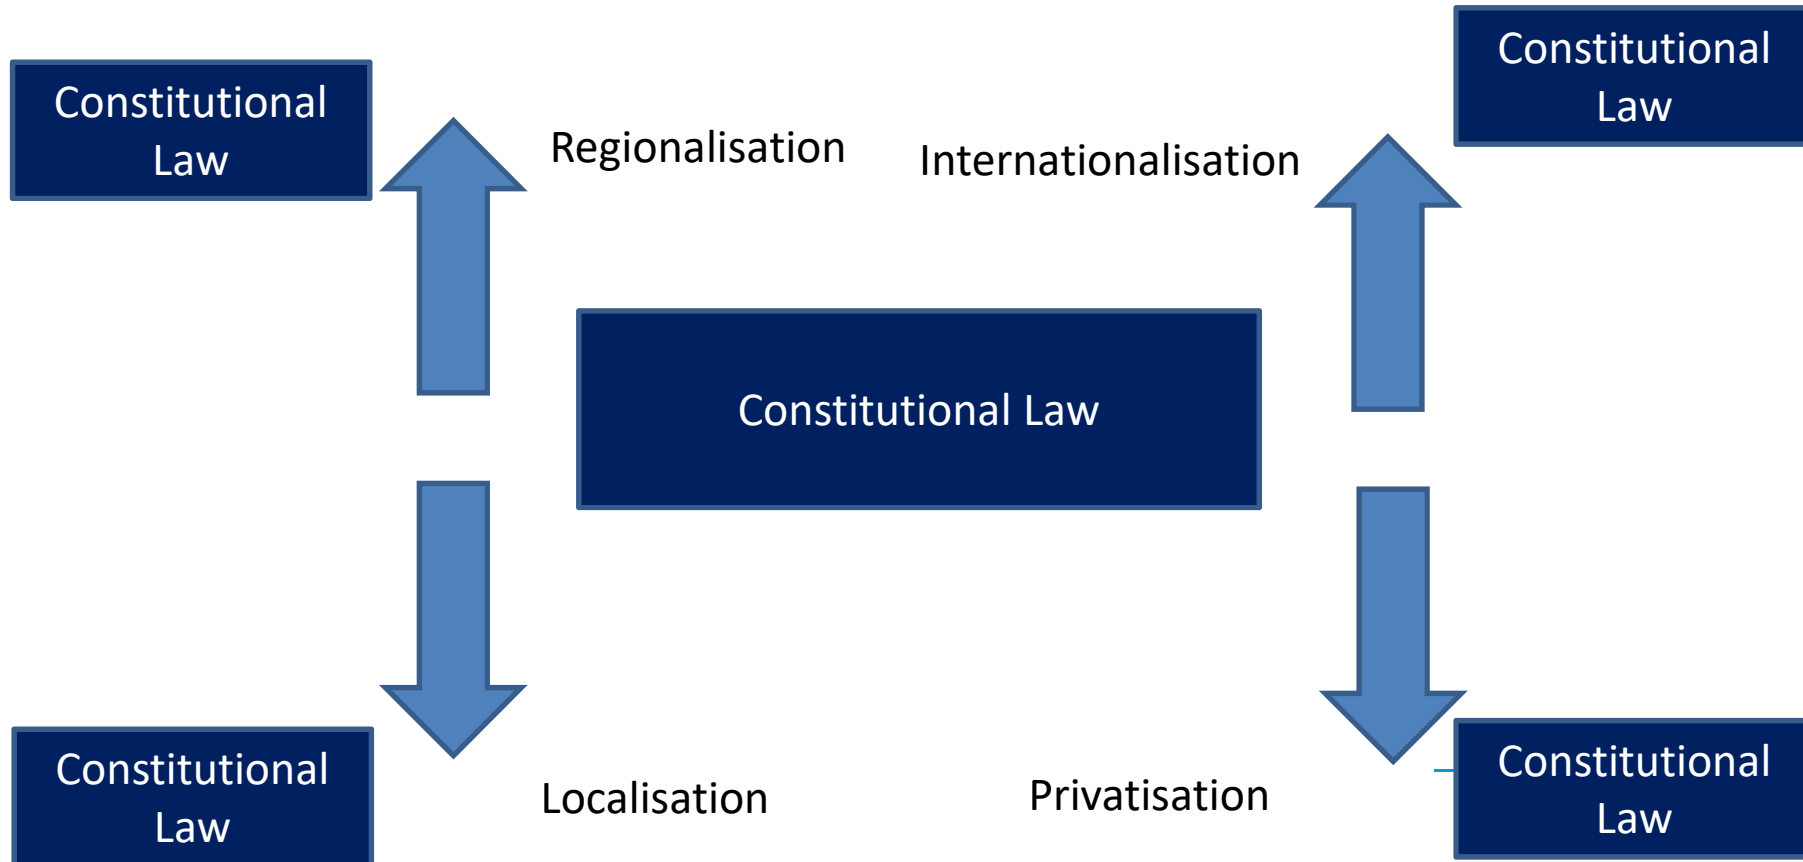 Constitutional
Law
Regionalisation
Internationalisation
Constitutional
Law
Constitutional Law
Constitutional
Law
Localisation
Privatisation
Constitutional
Law